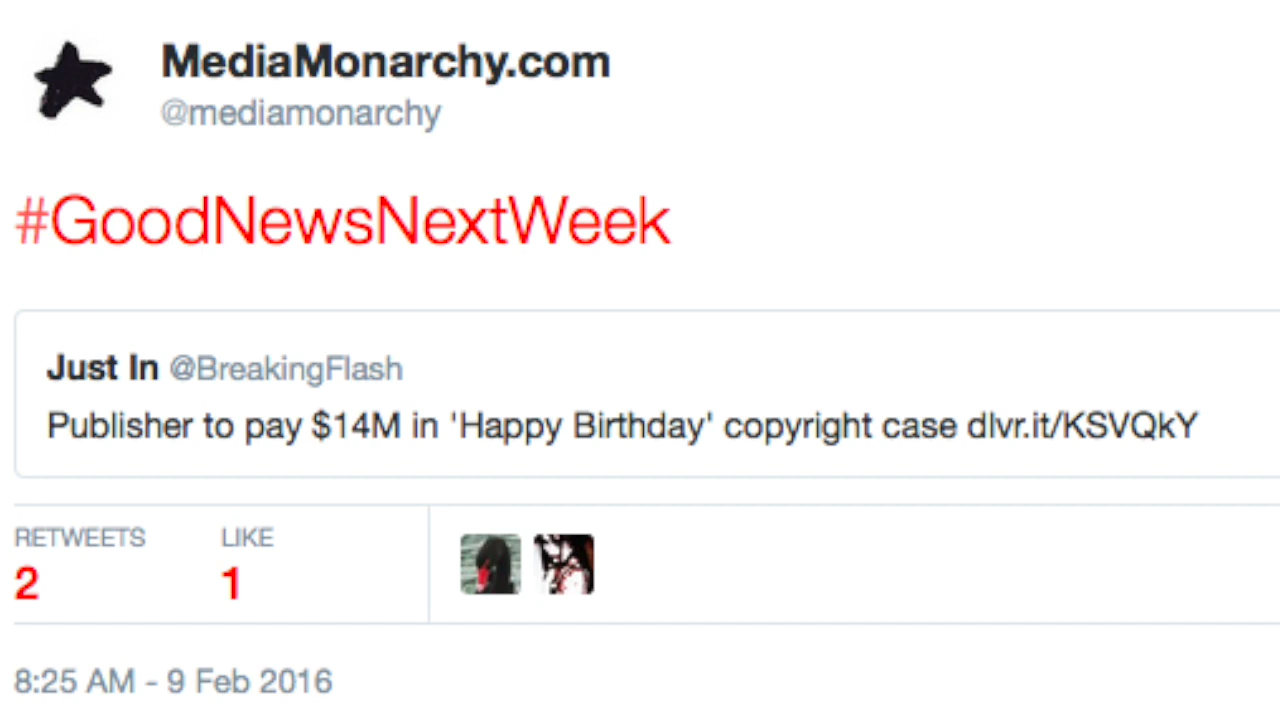 MediaMonarchy.com
@mediamonarchy
#GoodNewsNextWeek
Just In @BreakingFlash
Publisher to pay $14M in 'Happy Birthday' copyright case dlvr.it/KSVQkY
RETWEETS LIKE
2 1
8:25 AM - 9 Feb 2016